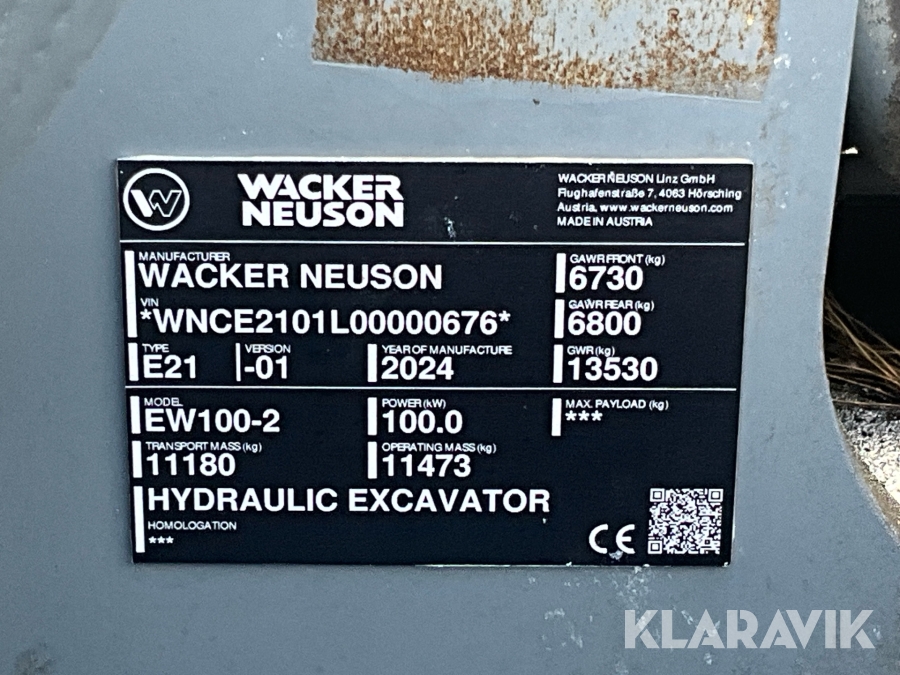 WACKER
NEUSON
WACKER NEUSON Linz GmbH
Flughafenstraße 7, 4063 Hörsching
Austria, www.wackerneuson.com
MADE IN AUSTRIA
MANUFACTURER
WACKER NEUSON
VIN
*WNCE2101L00000676*
GAWR FRONT (kg)
6730
GAWR REAR (kg)
6800
TYPE VERSION YEAR OF MANUFACTURE GWR (kg)
E21 -01 2024 13530
MODEL POWER (kW) MAX. PAYLOAD (kg)
EW100-2 100.0 ***
TRANSPORT MASS (kg) OPERATING MASS (kg)
11180 11473
HYDRAULIC EXCAVATOR
HOMOLOGATION
***
CE
KLARAVIK